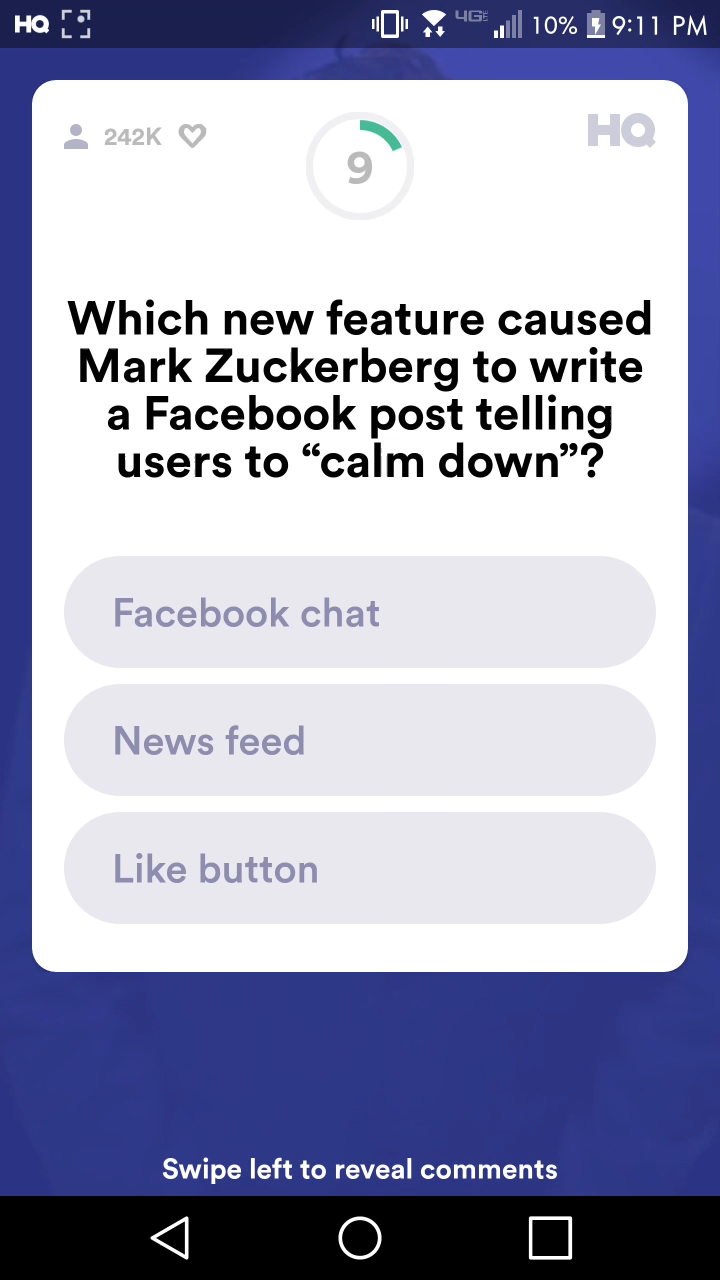 HQ 4G LTE 10% 9:11 PM
242K 9 HQ
Which new feature caused
Mark Zuckerberg to write
a Facebook post telling
users to “calm down”?
Facebook chat
News feed
Like button
Swipe left to reveal comments